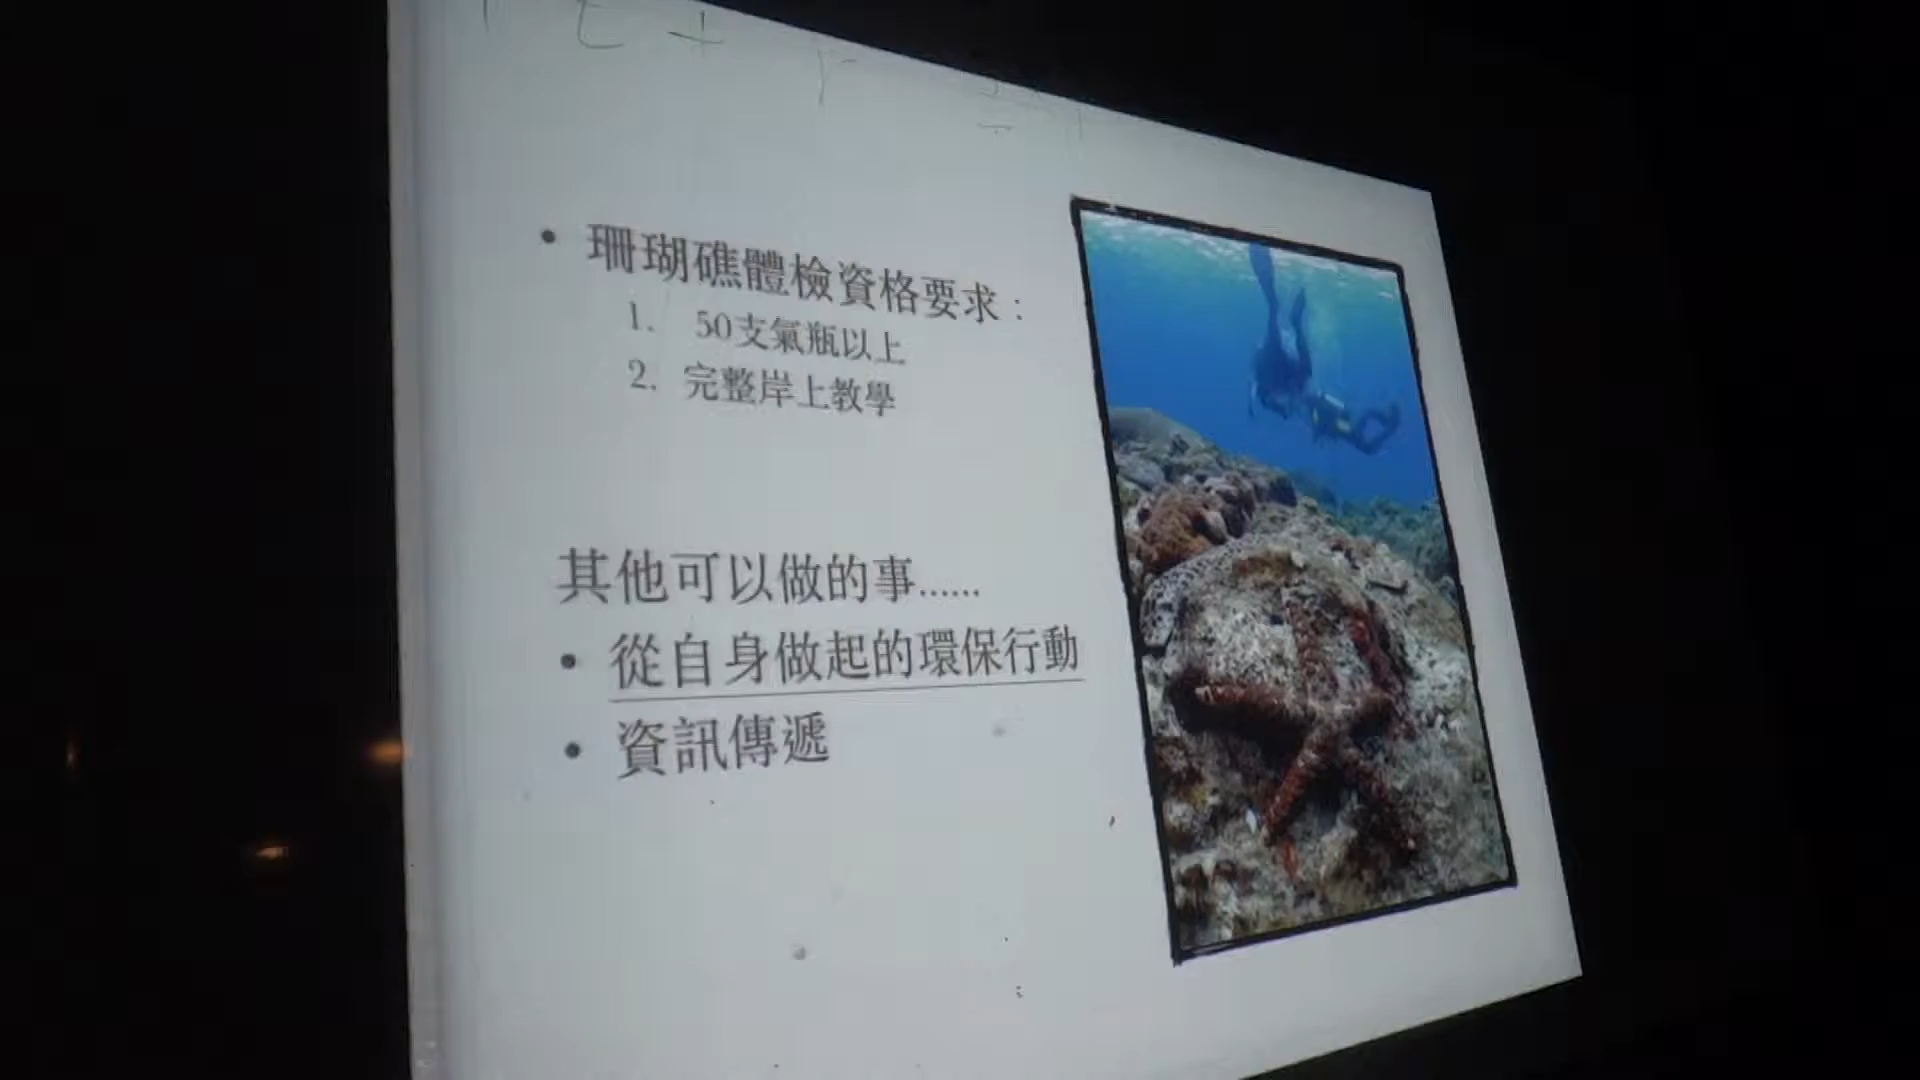 • 珊瑚礁體檢資格要求：
1. 50支氣瓶以上
2. 完整岸上教學
其他可以做的事......
• 從自身做起的環保行動
• 資訊傳遞